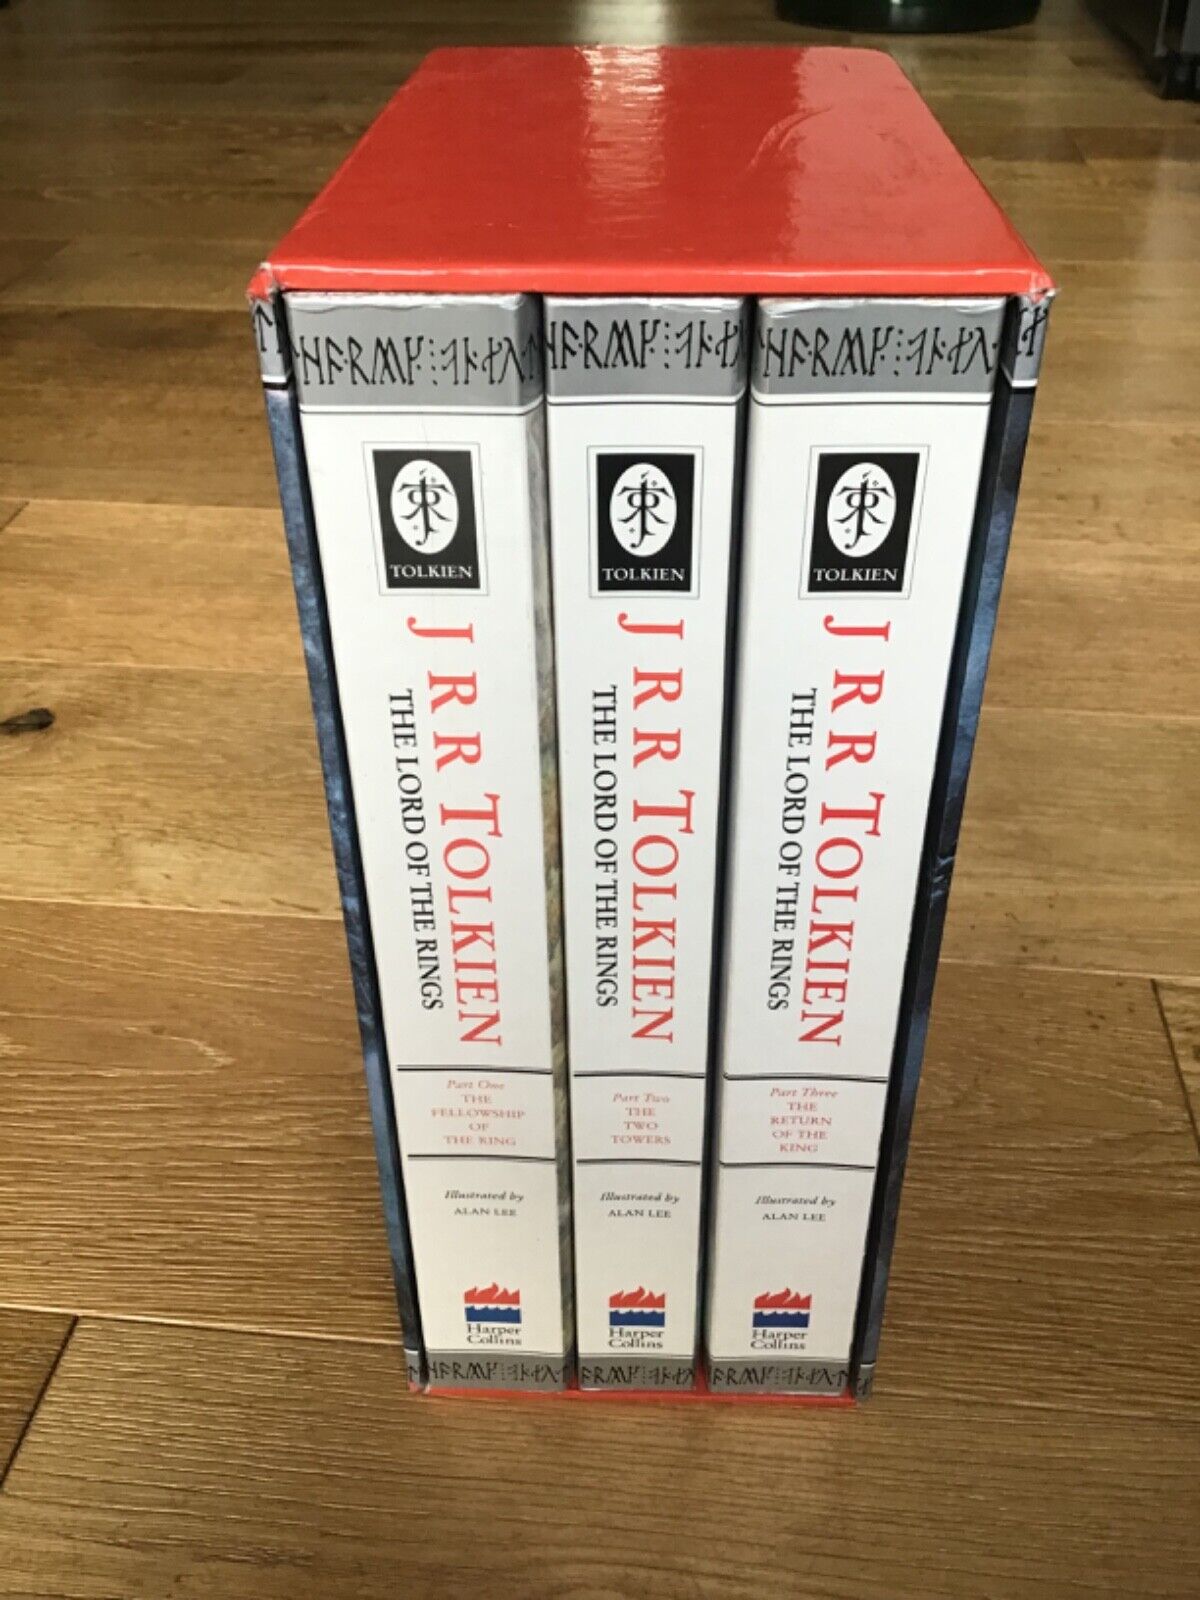 TOLKIEN
J R R TOLKIEN
THE LORD OF THE RINGS
Part One
THE
FELLOWSHIP
OF
THE RING
Illustrated by
ALAN LEE
Harper
Collins
TOLKIEN
J R R TOLKIEN
THE LORD OF THE RINGS
Part Two
THE
TWO
TOWERS
Illustrated by
ALAN LEE
Harper
Collins
TOLKIEN
J R R TOLKIEN
THE LORD OF THE RINGS
Part Three
THE
RETURN
OF THE
KING
Illustrated by
ALAN LEE
Harper
Collins